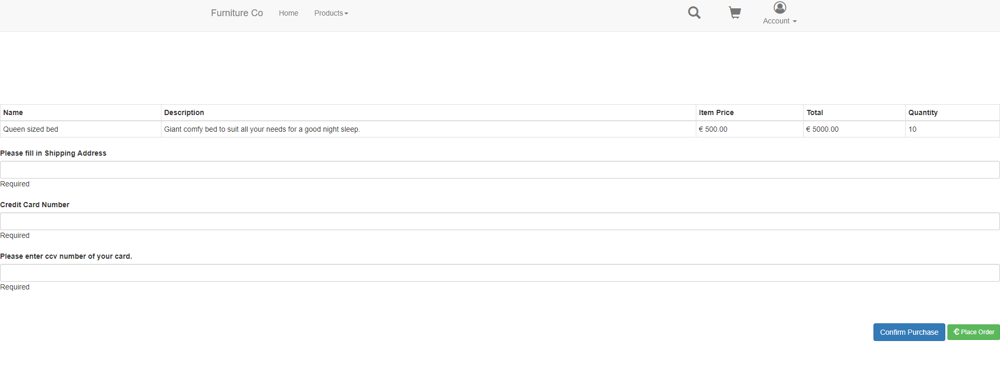 Furniture Co Home Products Account
Name Description Item Price Total Quantity
Queen sized bed Giant comfy bed to suit all your needs for a good night sleep. € 500.00 € 5000.00 10
Please fill in Shipping Address
Required
Credit Card Number
Required
Please enter ccv number of your card.
Required
Confirm Purchase € Place Order